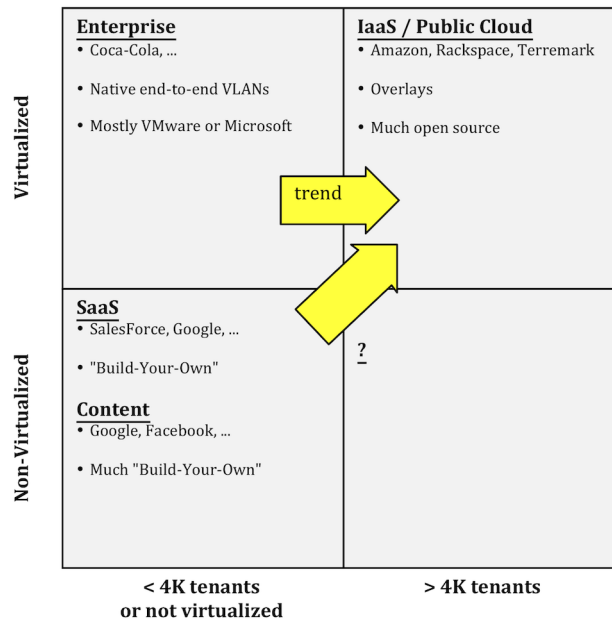 Enterprise
• Coca-Cola, ...
• Native end-to-end VLANs
• Mostly VMware or Microsoft
IaaS / Public Cloud
• Amazon, Rackspace, Terremark
• Overlays
• Much open source
Virtualized
trend
SaaS
• SalesForce, Google, ...
• "Build-Your-Own"
Content
• Google, Facebook, ...
• Much "Build-Your-Own"
?
Non-Virtualized
< 4K tenants
or not virtualized
> 4K tenants